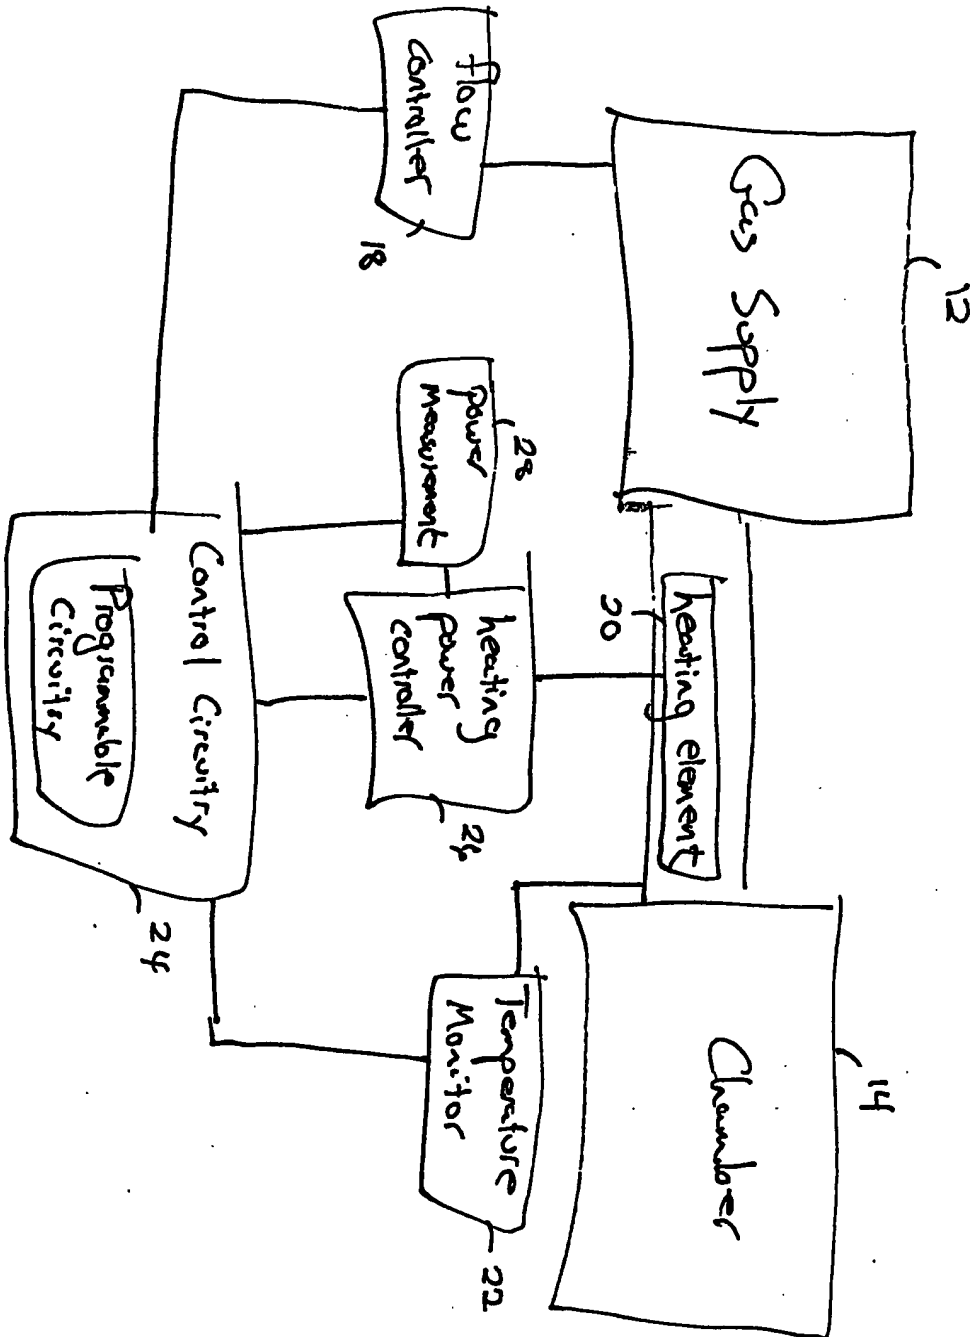 12
Gas Supply
14
Chamber
heating element
20
flow
controller
18
28
power
Measurement
heating
power
controller
26
Temperature
Monitor
22
Control Circuitry
Programmable
Circuitry
24